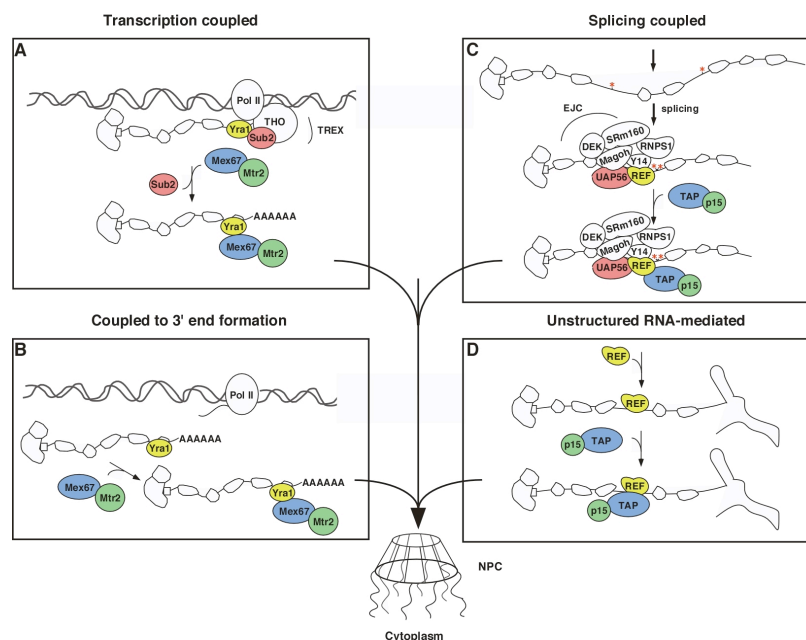 Transcription coupled
A
Pol II
THO
Yra1
Sub2
TREX
Mex67
Mtr2
Sub2
AAAAAA
Yra1
Mex67
Mtr2
Splicing coupled
C
*
*
splicing
EJC
SRm160
DEK
RNPS1
Magoh
Y14
UAP56
REF
**
TAP
p15
SRm160
DEK
RNPS1
Magoh
Y14
UAP56
REF
**
TAP
p15
Coupled to 3' end formation
B
Pol II
AAAAAA
Yra1
Mex67
Mtr2
AAAAAA
Yra1
Mex67
Mtr2
Unstructured RNA-mediated
D
REF
REF
p15
TAP
REF
p15
TAP
NPC
Cytoplasm